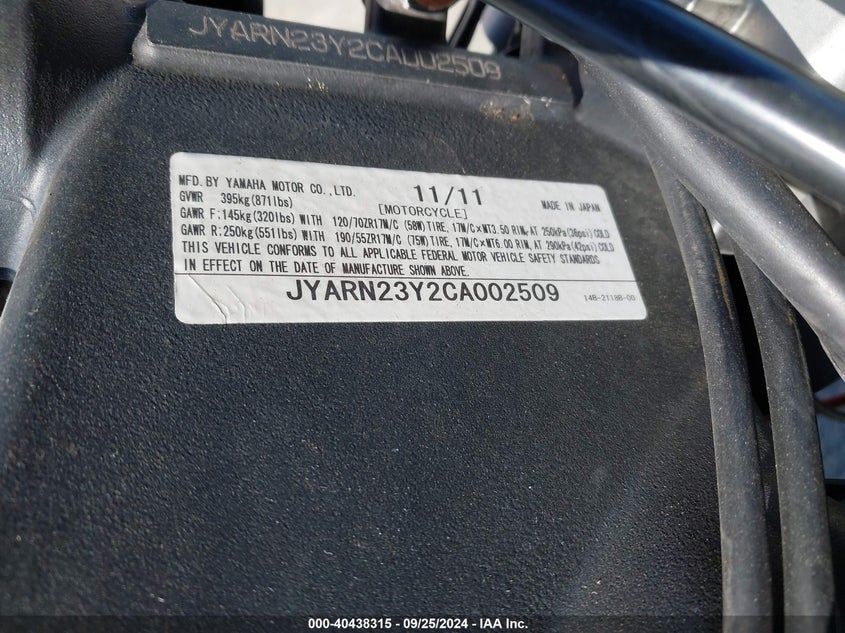 JYARN23Y2CA002509
MFD. BY YAMAHA MOTOR CO.,LTD. 11/11 MADE IN JAPAN
GVWR 395kg(871lbs) [MOTORCYCLE]
GAWR F:145kg(320lbs) WITH 120/70ZR17M/C (58W)TIRE, 17M/C×MT3.50 RIM, AT 250kPa(36psi)COLD
GAWR R:250kg(551lbs) WITH 190/55ZR17M/C (75W)TIRE, 17M/C×MT6.00 RIM, AT 290kPa(42psi)COLD
THIS VEHICLE CONFORMS TO ALL APPLICABLE FEDERAL MOTOR VEHICLE SAFETY STANDARDS
IN EFFECT ON THE DATE OF MANUFACTURE SHOWN ABOVE.
JYARN23Y2CA002509 14B-2118B-00
000-40438315 - 09/25/2024 - IAA Inc.